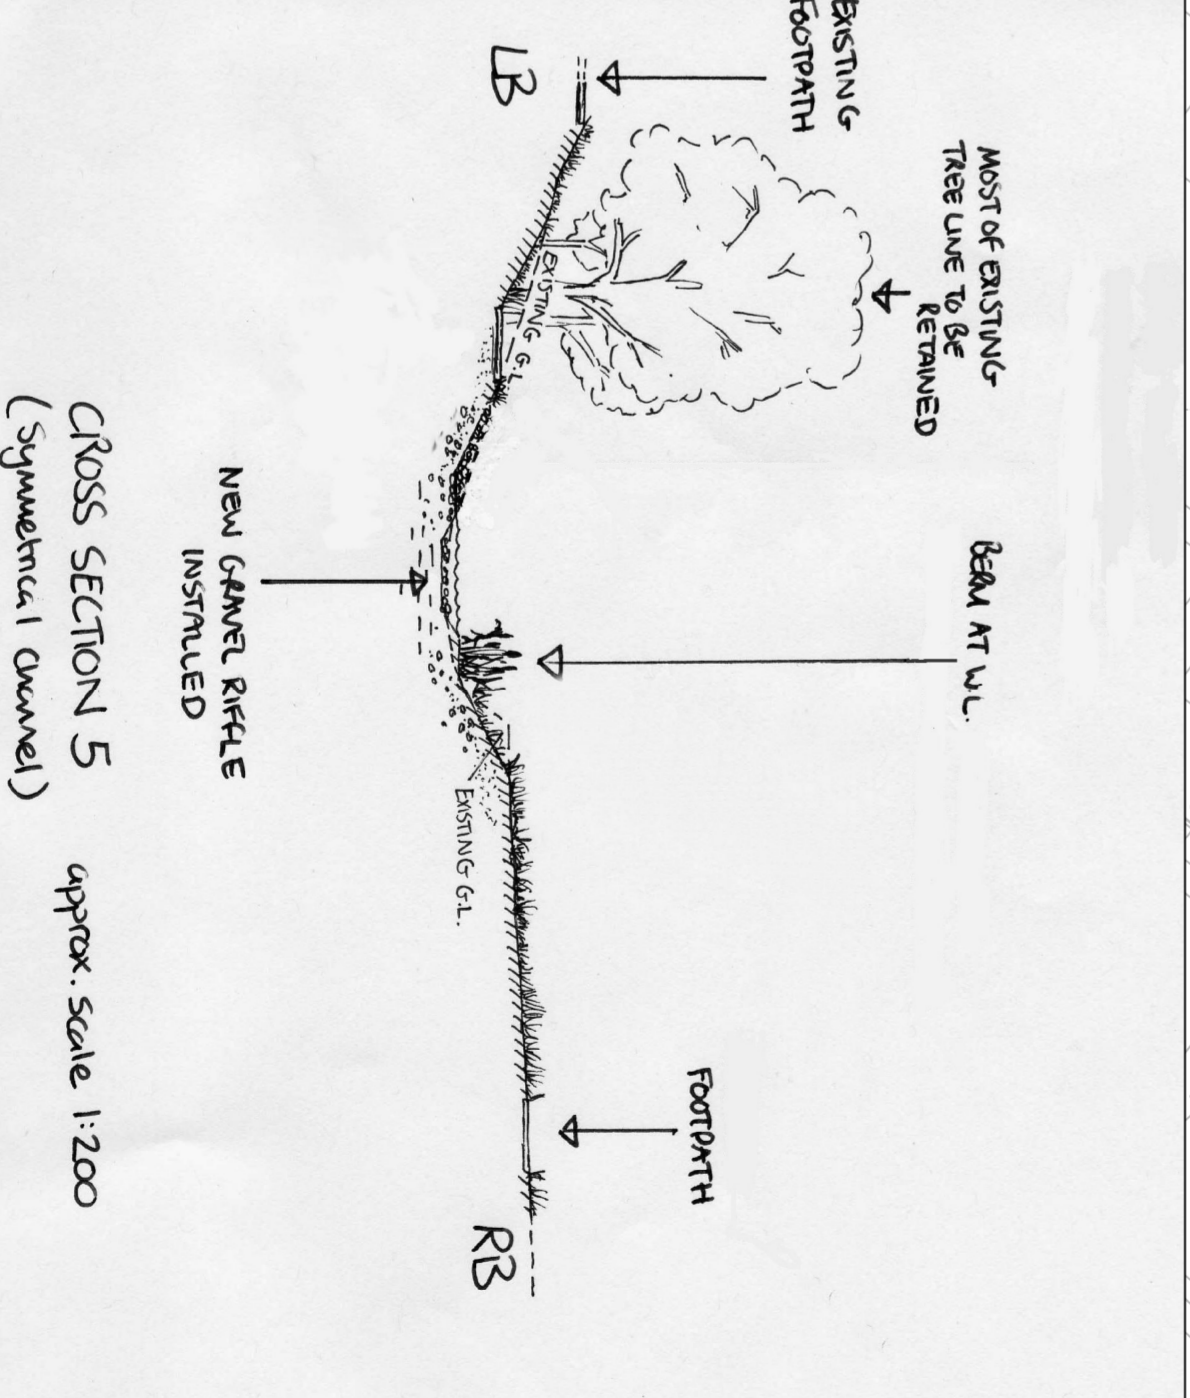 EXISTING
FOOTPATH
MOST OF EXISTING
TREE LINE TO BE
RETAINED
BERM AT W.L.
FOOTPATH
LB
EXISTING G.L.
EXISTING G.L.
RB
NEW GRAVEL RIFFLE
INSTALLED
CROSS SECTION 5 approx. scale 1:200
(Symmetrical channel)